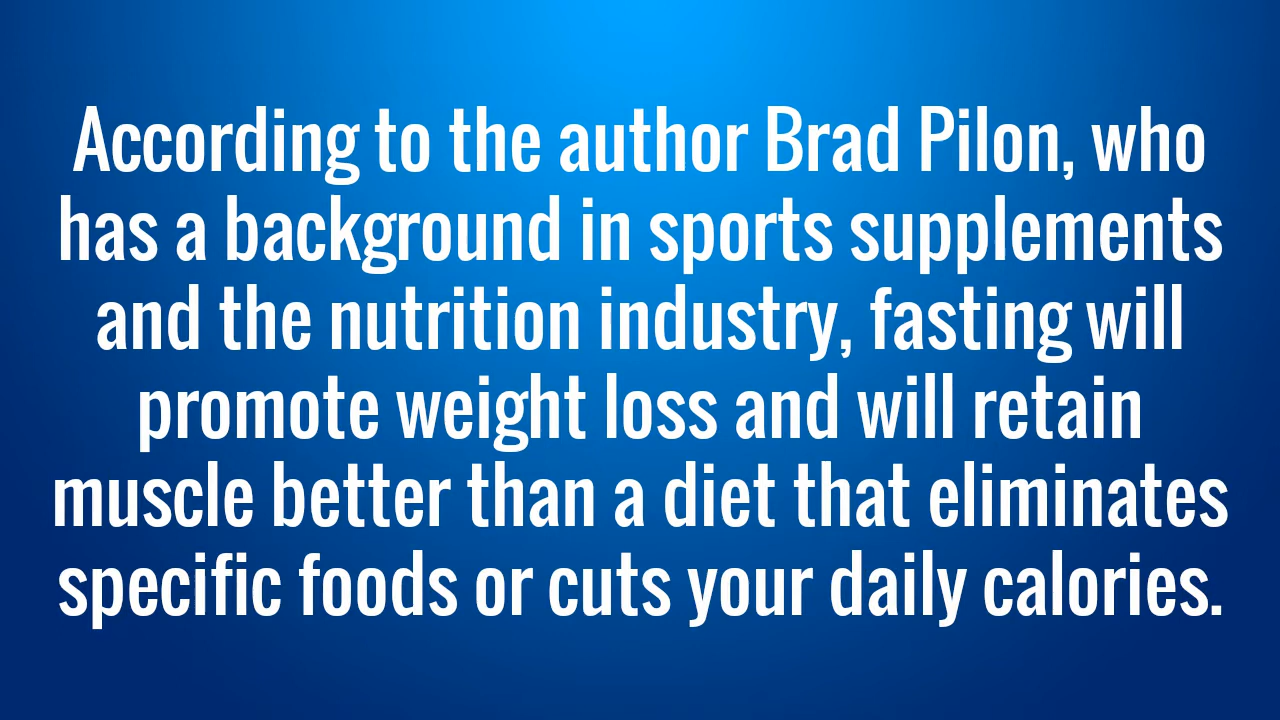 According to the author Brad Pilon, who
has a background in sports supplements
and the nutrition industry, fasting will
promote weight loss and will retain
muscle better than a diet that eliminates
specific foods or cuts your daily calories.